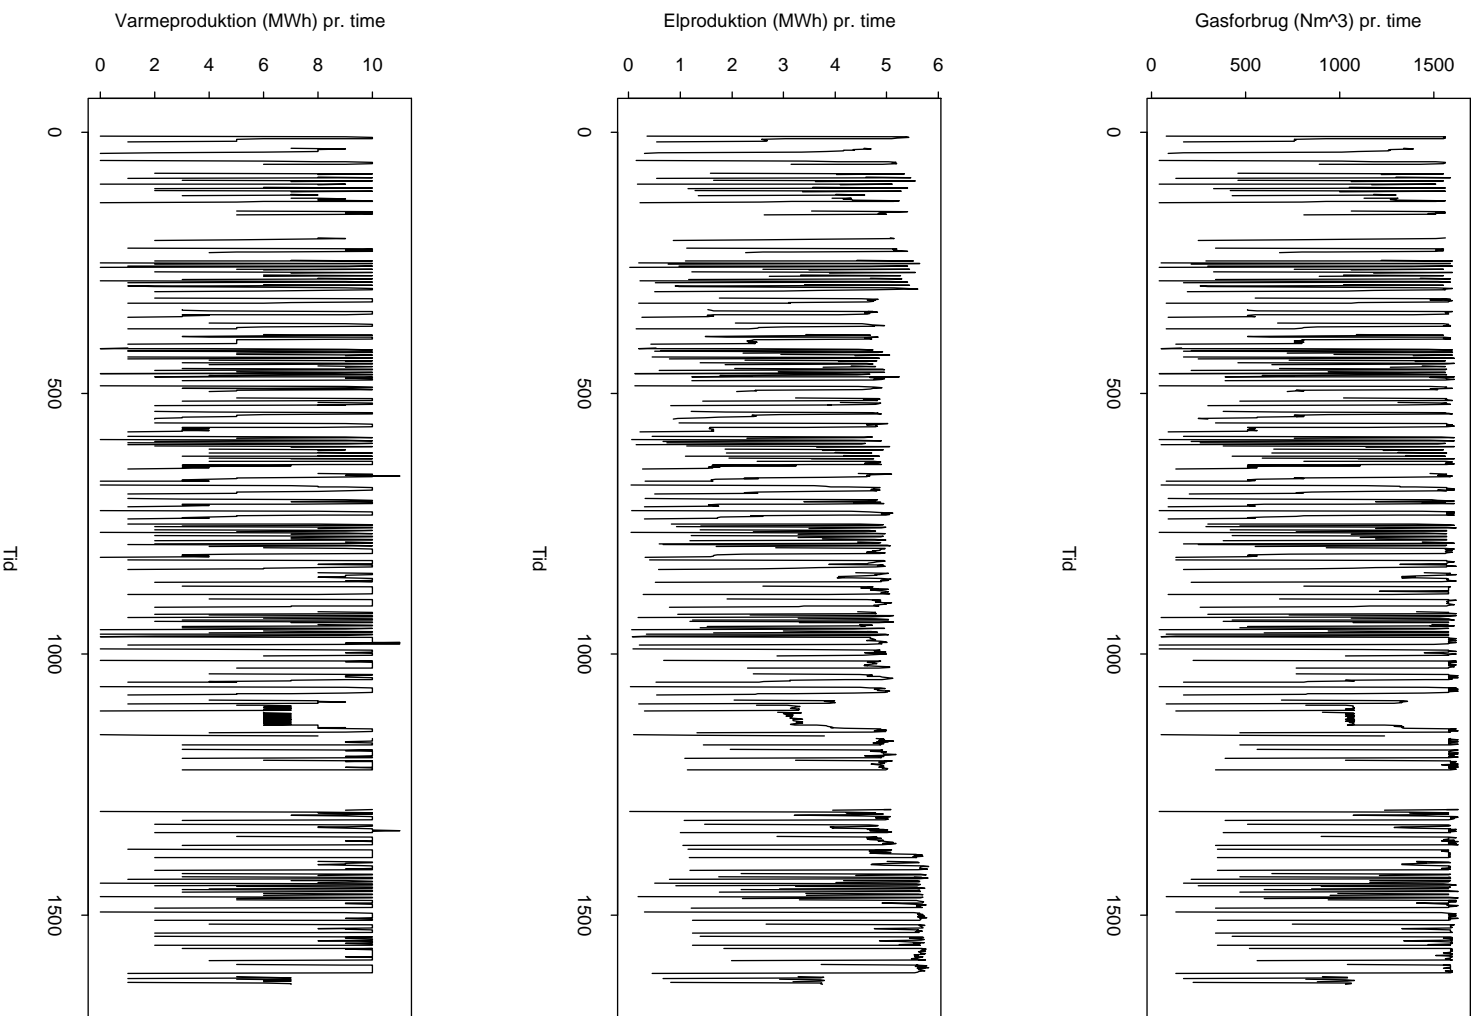 Varmeproduktion (MWh) pr. time
0 2 4 6 8 10
0
500
1000
1500
Tid
Elproduktion (MWh) pr. time
0 1 2 3 4 5 6
0
500
1000
1500
Tid
Gasforbrug (Nm^3) pr. time
0 500 1000 1500
0
500
1000
1500
Tid